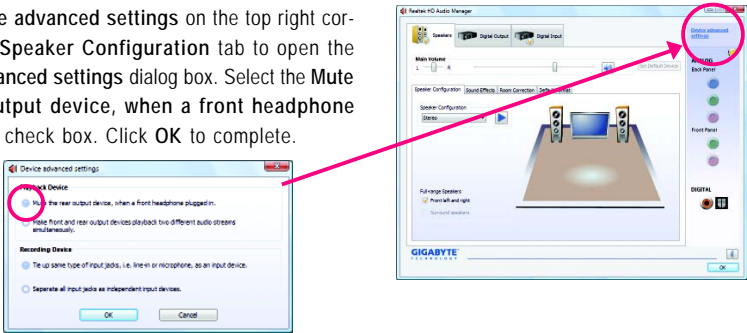 e advanced settings on the top right cor-
Speaker Configuration tab to open the
anced settings dialog box. Select the Mute
utput device, when a front headphone
check box. Click OK to complete.
Device advanced settings
Playback Device
Mute the rear output device, when a front headphone plugged in.
Make front and rear output devices playback two different audio streams
simultaneously.
Recording Device
Tie up same type of input jacks, i.e. line-in or microphone, as an input device.
Separate all input jacks as independent input devices.
OK
Cancel
Realtek HD Audio Manager
Speakers
Digital Output
Digital Input
Device advanced
settings
Main Volume
L
R
Set Default Device
Speaker Configuration
Sound Effects
Room Correction
Default Format
Speaker Configuration
Stereo
Full-range Speakers
Front left and right
Surround speakers
ANALOG
Back Panel
Front Panel
DIGITAL
GIGABYTE
TECHNOLOGY
OK